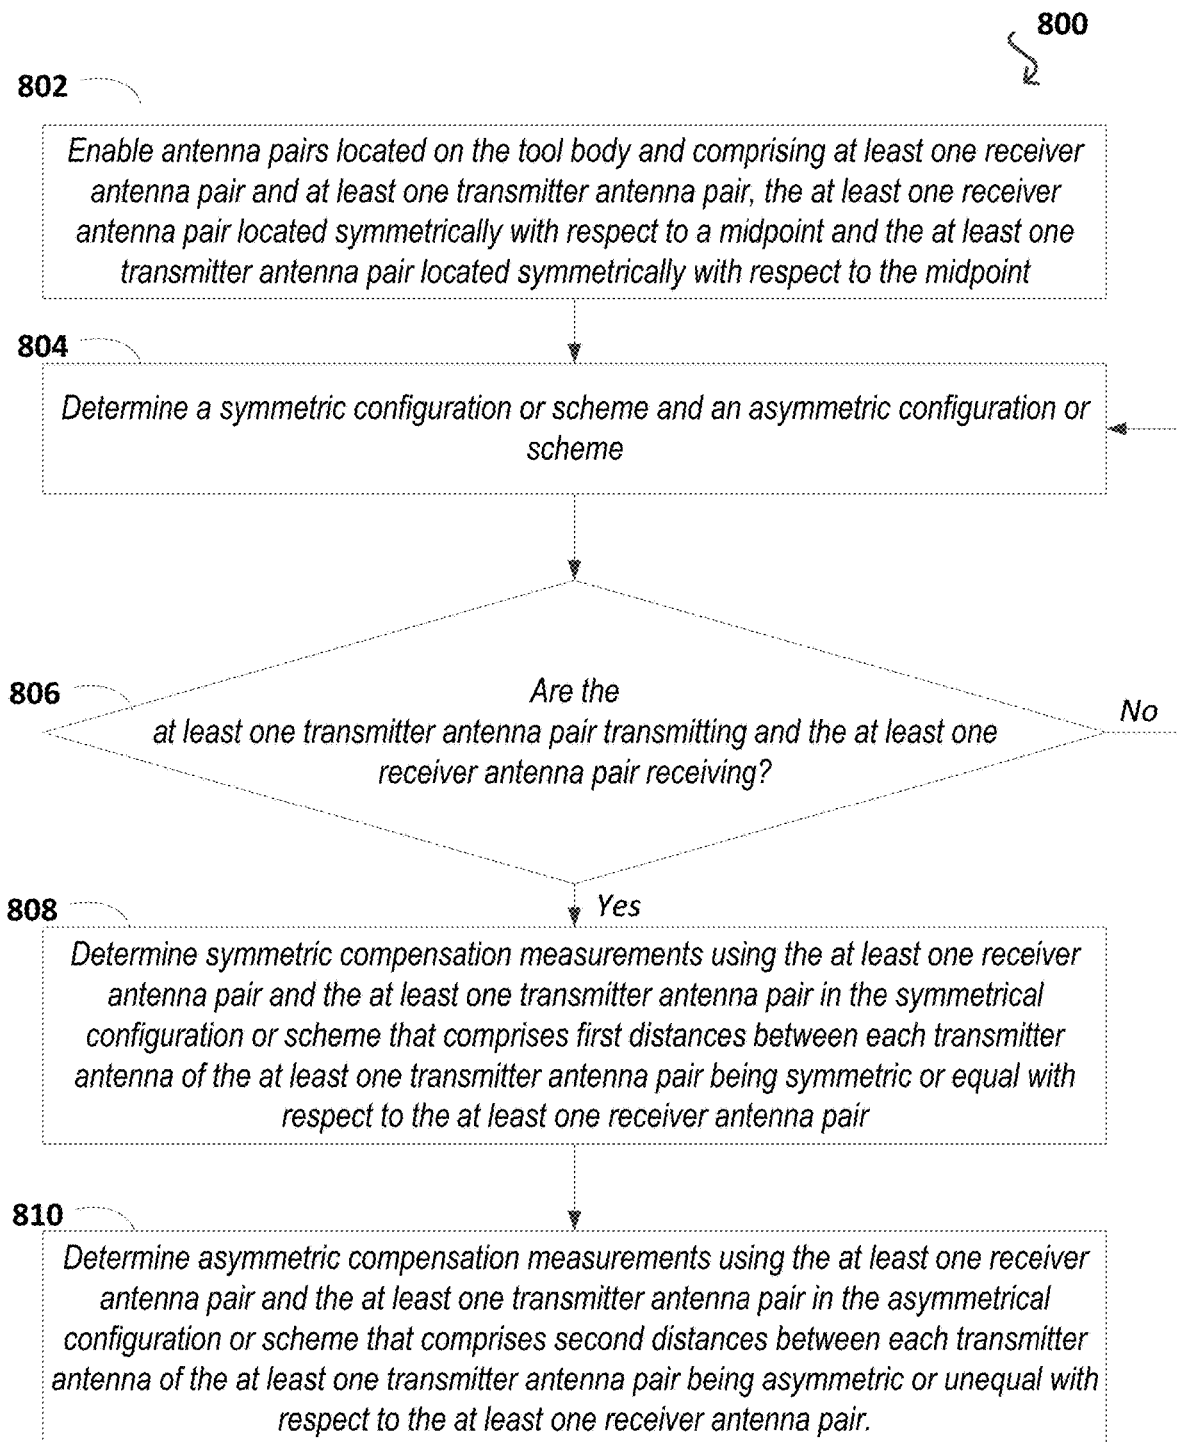 800
802
Enable antenna pairs located on the tool body and comprising at least one receiver
antenna pair and at least one transmitter antenna pair, the at least one receiver
antenna pair located symmetrically with respect to a midpoint and the at least one
transmitter antenna pair located symmetrically with respect to the midpoint
804
Determine a symmetric configuration or scheme and an asymmetric configuration or
scheme
806
Are the
at least one transmitter antenna pair transmitting and the at least one
receiver antenna pair receiving?
No
Yes
808
Determine symmetric compensation measurements using the at least one receiver
antenna pair and the at least one transmitter antenna pair in the symmetrical
configuration or scheme that comprises first distances between each transmitter
antenna of the at least one transmitter antenna pair being symmetric or equal with
respect to the at least one receiver antenna pair
810
Determine asymmetric compensation measurements using the at least one receiver
antenna pair and the at least one transmitter antenna pair in the asymmetrical
configuration or scheme that comprises second distances between each transmitter
antenna of the at least one transmitter antenna pair being asymmetric or unequal with
respect to the at least one receiver antenna pair.